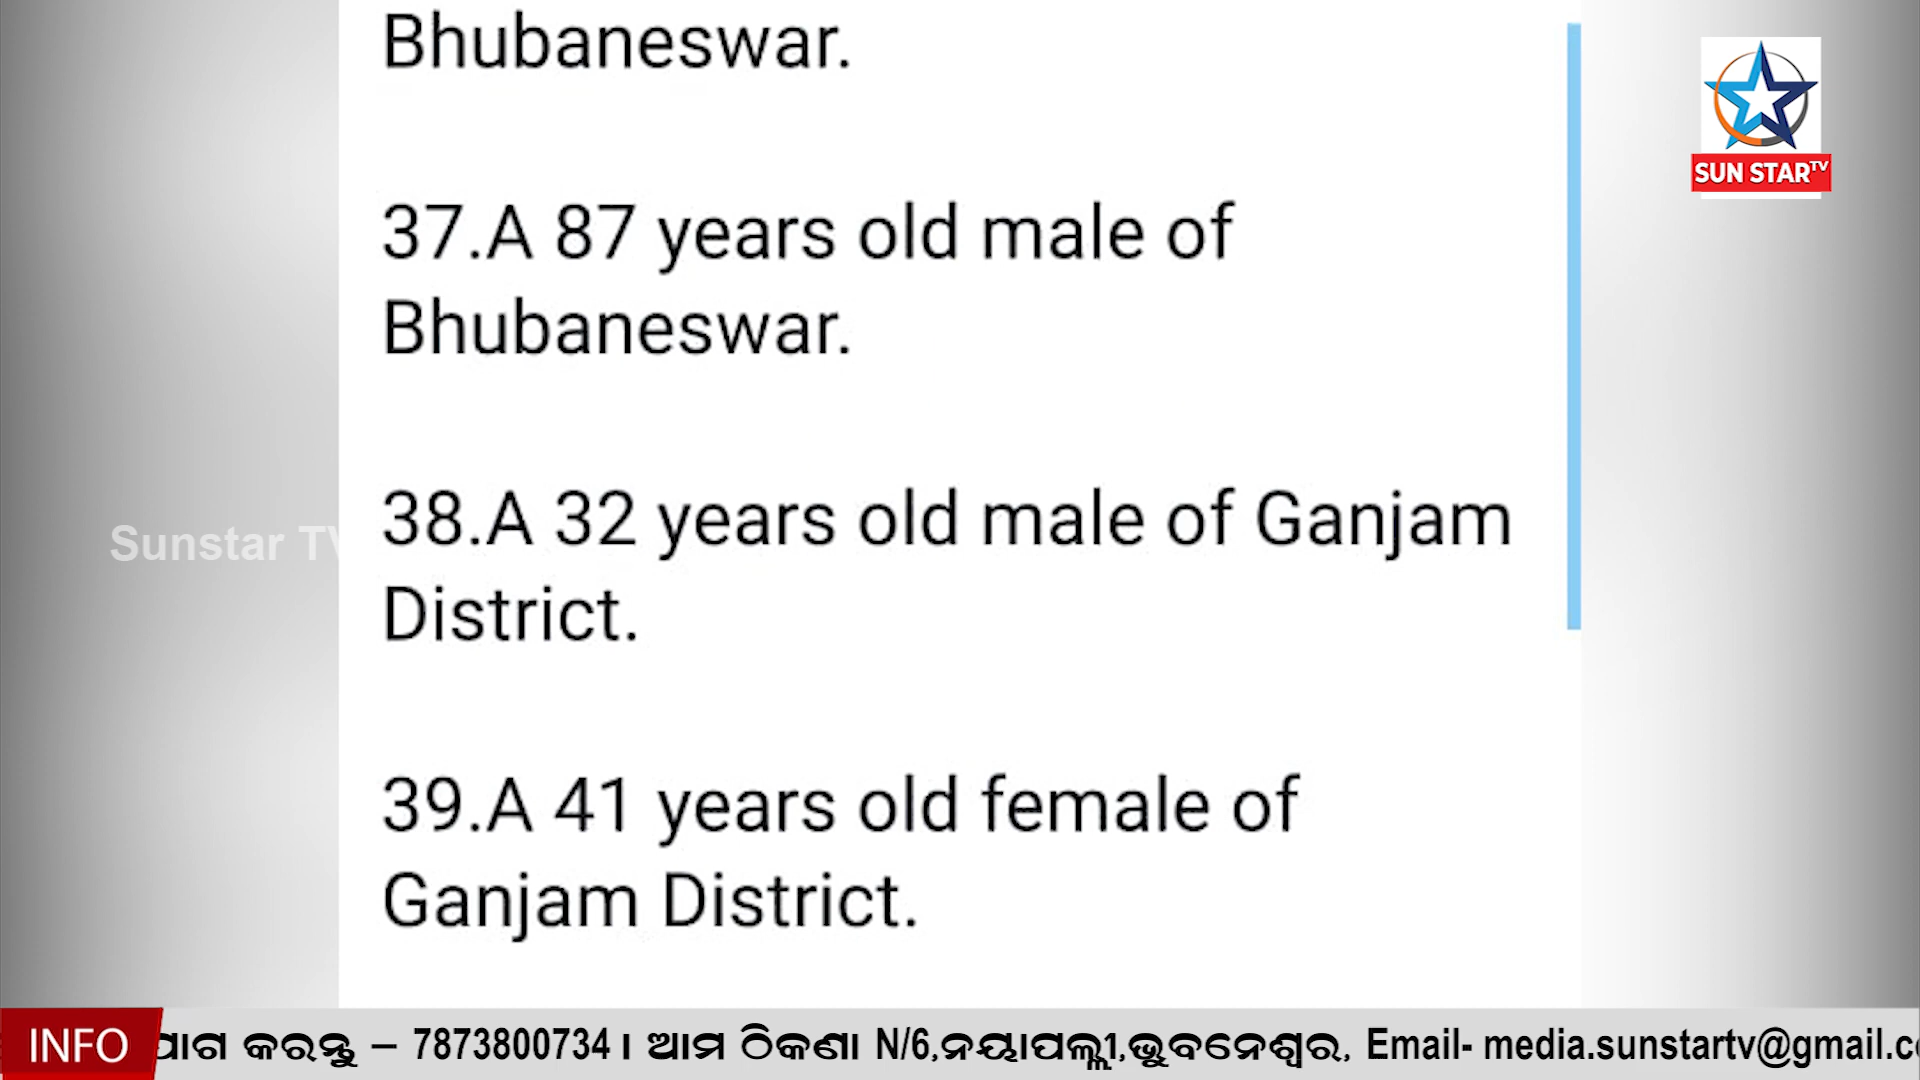 Bhubaneswar.
37.A 87 years old male of
Bhubaneswar.
38.A 32 years old male of Ganjam
District.
39.A 41 years old female of
Ganjam District.
SUN STAR TV
Sunstar TV
INFO
କରନ୍ତୁ – 7873800734 । ଆମ ଠିକଣା N/6,ନୟାପଲ୍ଲୀ,ଭୁବନେଶ୍ୱର, Email- media.sunstartv@gmail.c